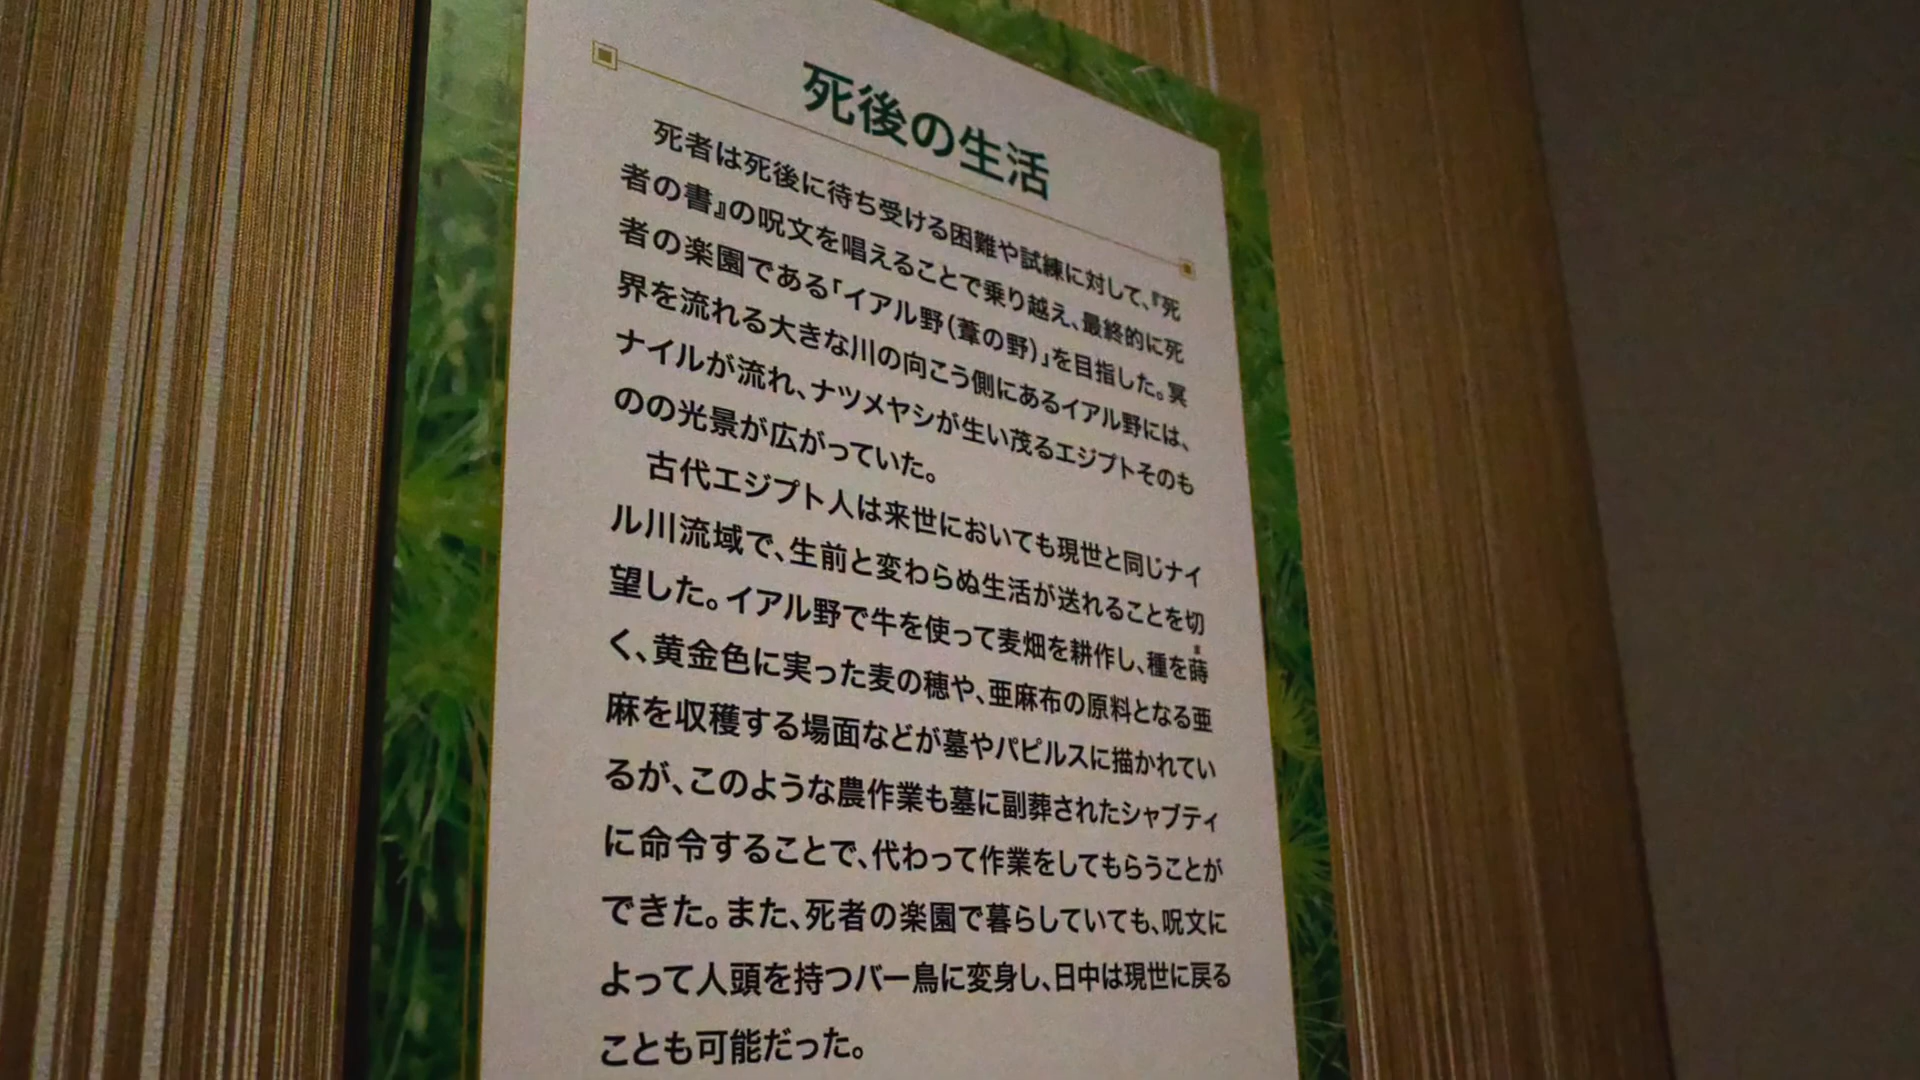 死後の生活
死者は死後に待ち受ける困難や試練に対して、『死
者の書』の呪文を唱えることで乗り越え、最終的に死
者の楽園である「イアル野(葦の野)」を目指した。冥
界を流れる大きな川の向こう側にあるイアル野には、
ナイルが流れ、ナツメヤシが生い茂るエジプトそのも
のの光景が広がっていた。
古代エジプト人は来世においても現世と同じナイ
ル川流域で、生前と変わらぬ生活が送れることを切
望した。イアル野で牛を使って麦畑を耕作し、種を蒔
く、黄金色に実った麦の穂や、亜麻布の原料となる亜
麻を収穫する場面などが墓やパピルスに描かれてい
るが、このような農作業も墓に副葬されたシャブティ
に命令することで、代わって作業をしてもらうことが
できた。また、死者の楽園で暮らしていても、呪文に
よって人頭を持つバー鳥に変身し、日中は現世に戻る
ことも可能だった。